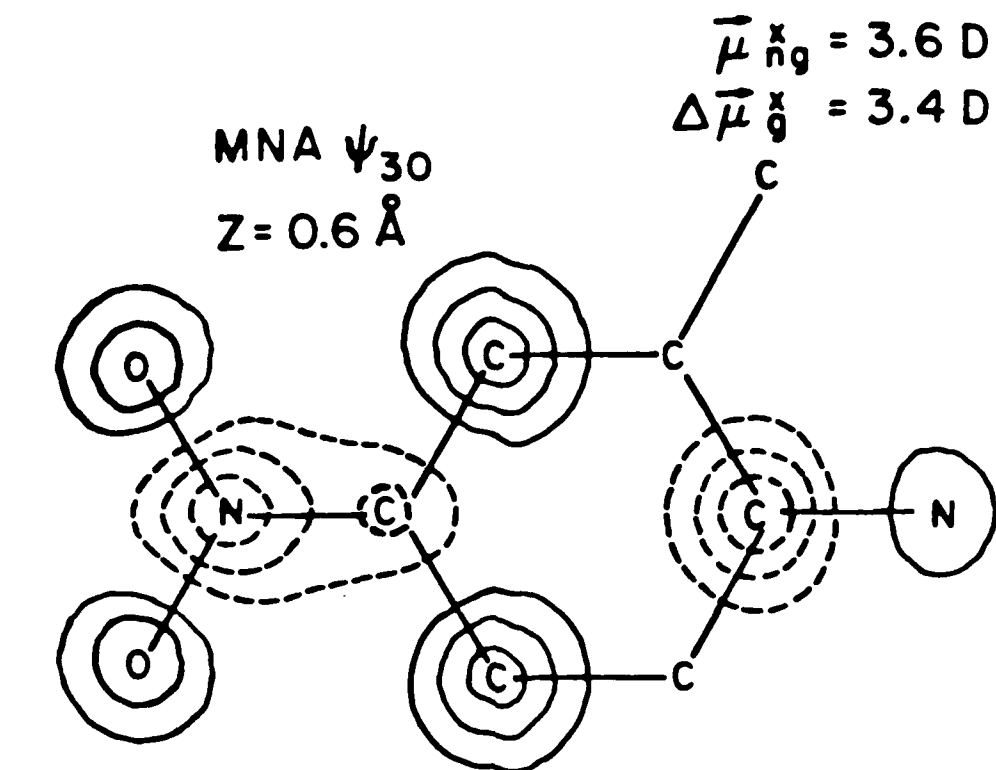 μ⃗ ˣₙg = 3.6 D
Δμ⃗ ˣg = 3.4 D
MNA ψ₃₀
Z = 0.6 Å
C
O
C
C
N
C
C
N
O
C
C